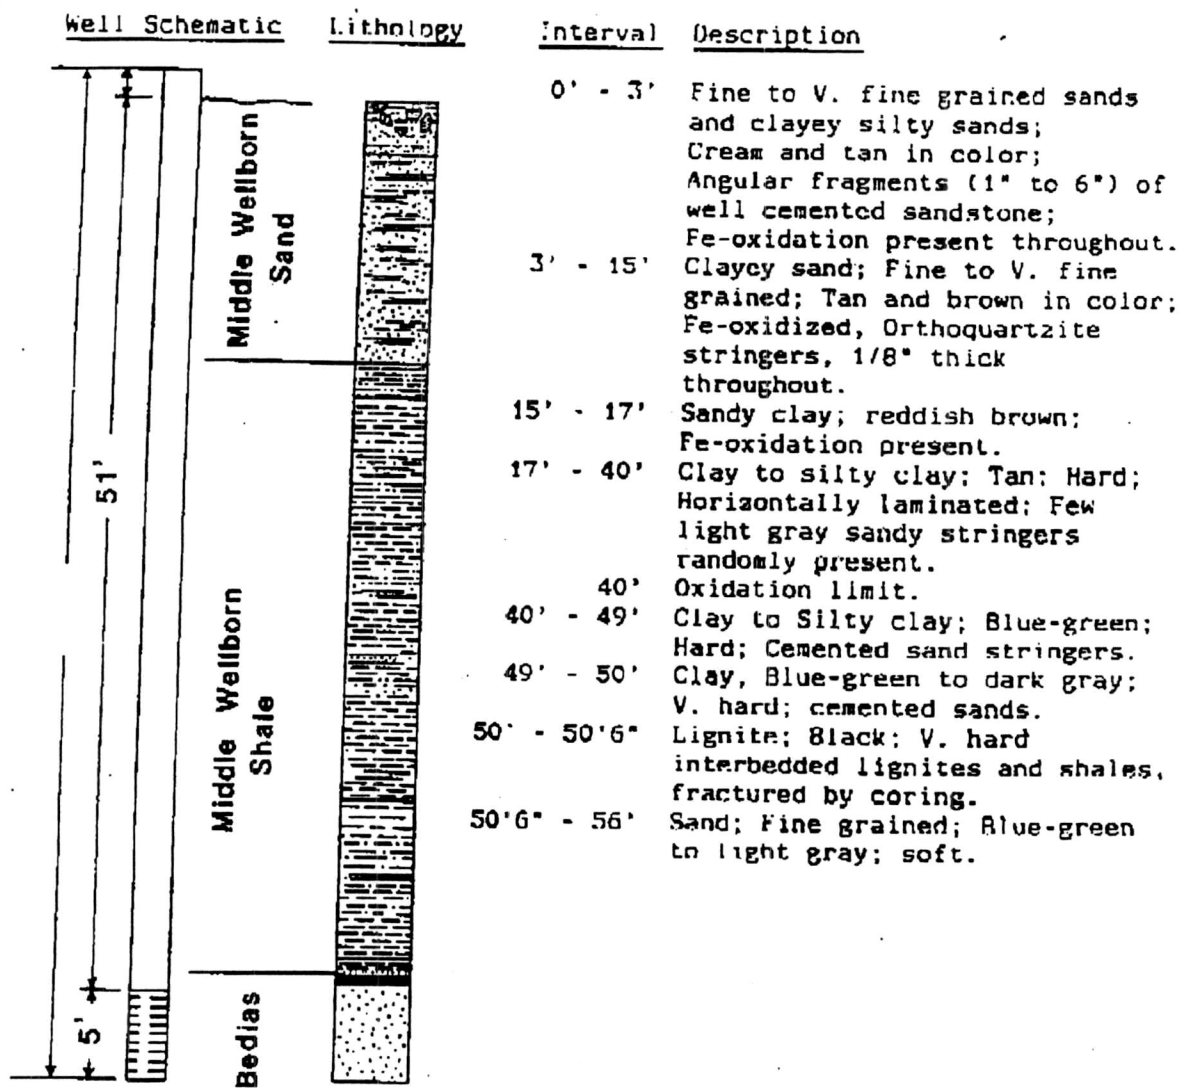 Well Schematic Lithology Interval Description
0' - 3' Fine to V. fine grained sands
and clayey silty sands;
Cream and tan in color;
Angular fragments (1" to 6") of
well cemented sandstone;
Fe-oxidation present throughout.
3' - 15' Clayey sand; Fine to V. fine
grained; Tan and brown in color;
Fe-oxidized, Orthoquartzite
stringers, 1/8" thick
throughout.
15' - 17' Sandy clay; reddish brown;
Fe-oxidation present.
17' - 40' Clay to silty clay; Tan; Hard;
Horizontally laminated; Few
light gray sandy stringers
randomly present.
40' Oxidation limit.
40' - 49' Clay to Silty clay; Blue-green;
Hard; Cemented sand stringers.
49' - 50' Clay, Blue-green to dark gray;
V. hard; cemented sands.
50' - 50'6" Lignite; Black; V. hard
interbedded lignites and shales,
fractured by coring.
50'6" - 56' Sand; Fine grained; Blue-green
to light gray; soft.
Middle Wellborn
Sand
51'
Middle Wellborn
Shale
5'
Bedias